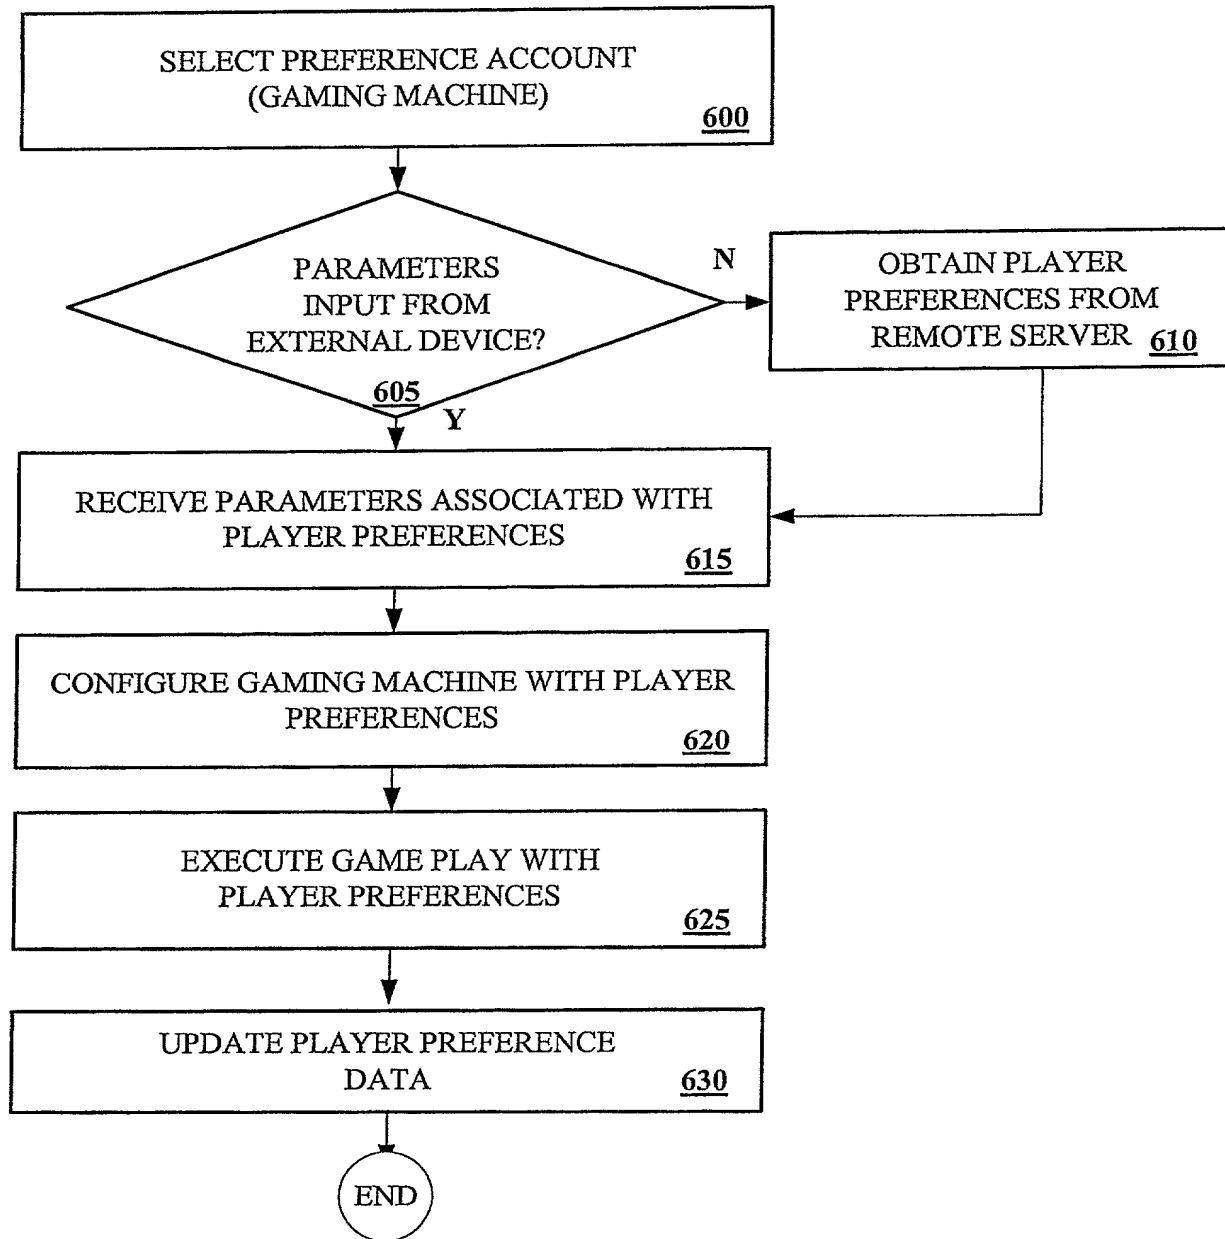 SELECT PREFERENCE ACCOUNT
(GAMING MACHINE)
600
PARAMETERS
INPUT FROM
EXTERNAL DEVICE?
605
N
Y
OBTAIN PLAYER
PREFERENCES FROM
REMOTE SERVER
610
RECEIVE PARAMETERS ASSOCIATED WITH
PLAYER PREFERENCES
615
CONFIGURE GAMING MACHINE WITH PLAYER
PREFERENCES
620
EXECUTE GAME PLAY WITH
PLAYER PREFERENCES
625
UPDATE PLAYER PREFERENCE
DATA
630
END